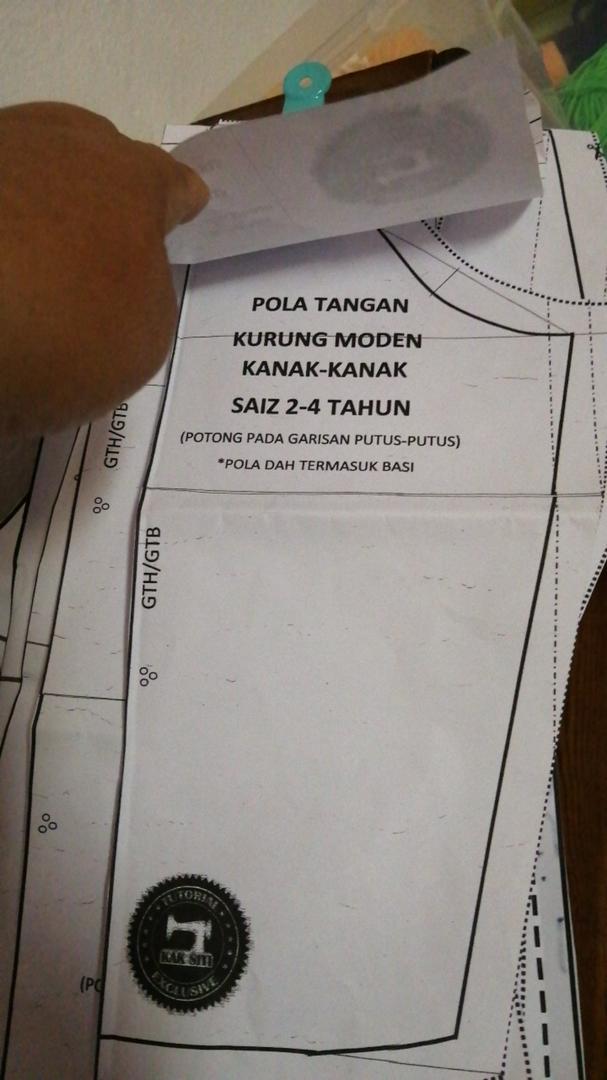 POLA TANGAN
KURUNG MODEN
KANAK-KANAK
SAIZ 2-4 TAHUN
(POTONG PADA GARISAN PUTUS-PUTUS)
*POLA DAH TERMASUK BASI
GTH/GTB
GTH/GTB
TUTORIAL
KAK SITI
EXCLUSIVE
(PO